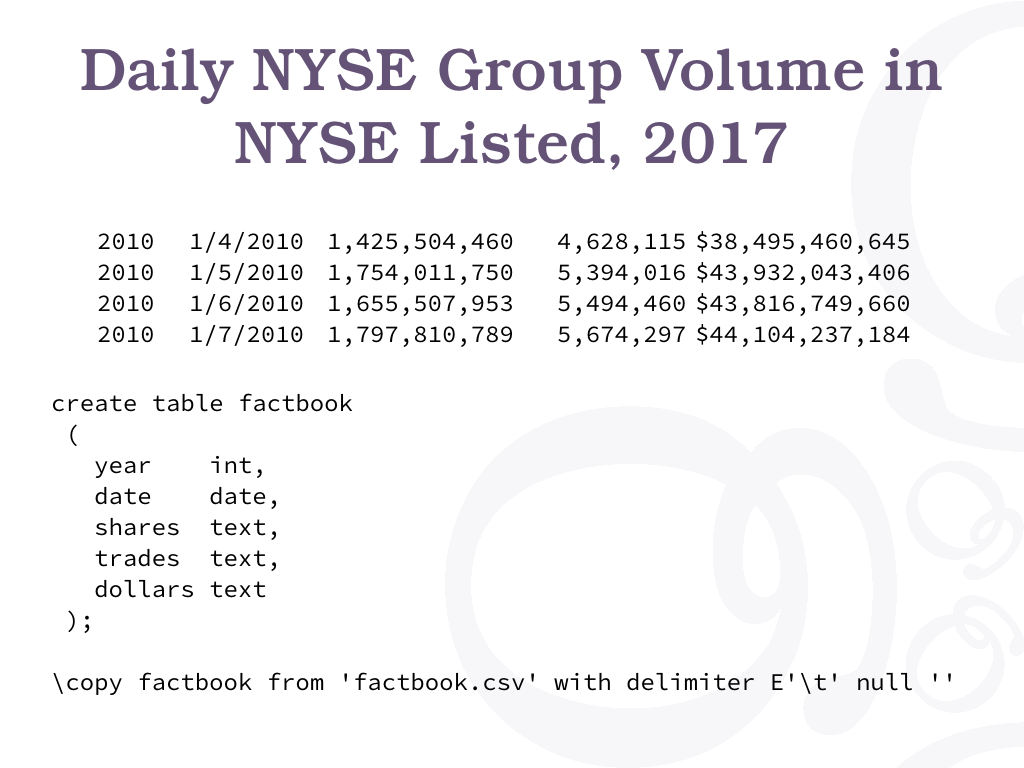 Daily NYSE Group Volume in
NYSE Listed, 2017
2010 1/4/2010 1,425,504,460 4,628,115 $38,495,460,645
2010 1/5/2010 1,754,011,750 5,394,016 $43,932,043,406
2010 1/6/2010 1,655,507,953 5,494,460 $43,816,749,660
2010 1/7/2010 1,797,810,789 5,674,297 $44,104,237,184
create table factbook
(
year int,
date date,
shares text,
trades text,
dollars text
);
\copy factbook from 'factbook.csv' with delimiter E'\t' null ''